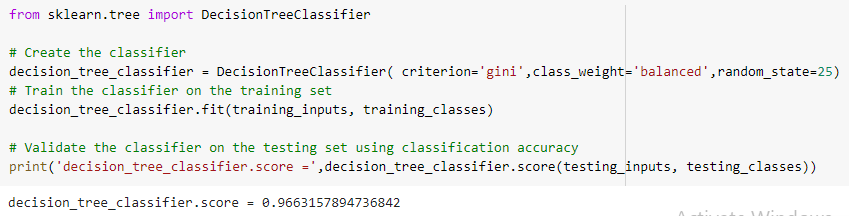 from sklearn.tree import DecisionTreeClassifier
# Create the classifier
decision_tree_classifier = DecisionTreeClassifier( criterion='gini',class_weight='balanced',random_state=25)
# Train the classifier on the training set
decision_tree_classifier.fit(training_inputs, training_classes)
# Validate the classifier on the testing set using classification accuracy
print('decision_tree_classifier.score =',decision_tree_classifier.score(testing_inputs, testing_classes))
decision_tree_classifier.score = 0.9663157894736842
Activate Windows